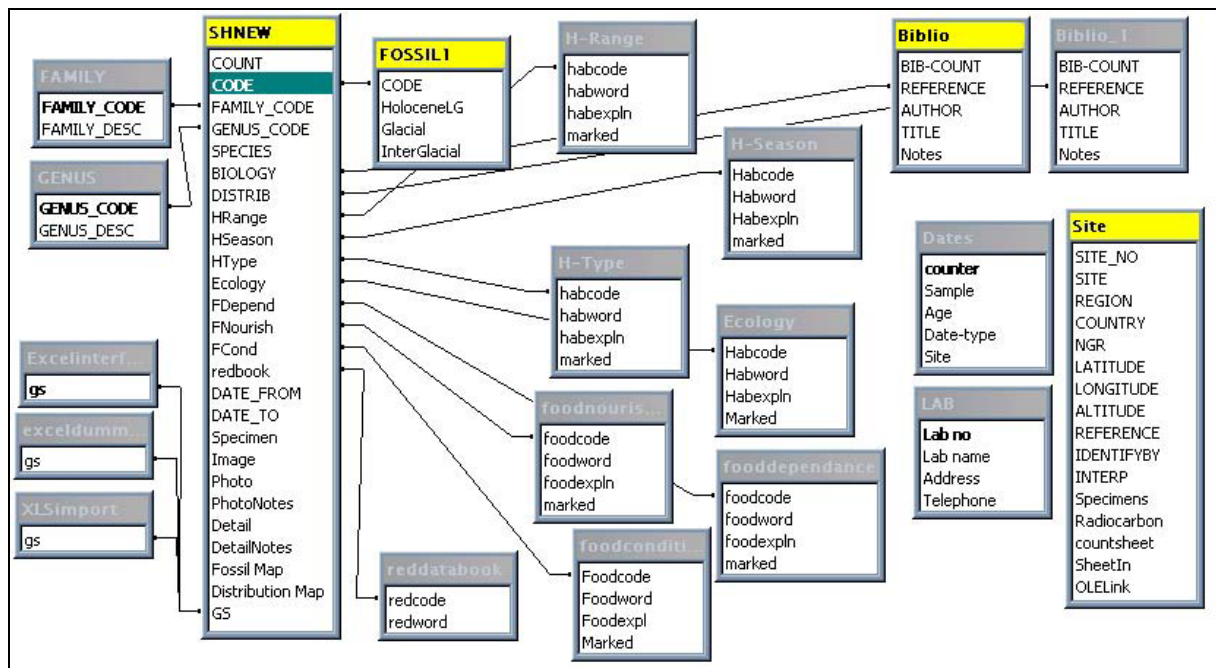 SHNEW
COUNT
CODE
FAMILY_CODE
GENUS_CODE
SPECIES
BIOLOGY
DISTRIB
HRange
HSeason
HType
Ecology
FDepend
FNourish
FCond
redbook
DATE_FROM
DATE_TO
Specimen
Image
Photo
PhotoNotes
Detail
DetailNotes
Fossil Map
Distribution Map
GS
FAMILY
FAMILY_CODE
FAMILY_DESC
GENUS
GENUS_CODE
GENUS_DESC
Excelinterf...
gs
exceldumm...
gs
XLSimport
gs
FOSSIL1
CODE
HoloceneLG
Glacial
InterGlacial
H-Range
habcode
habword
habexpln
marked
H-Season
Habcode
Habword
Habexpln
marked
H-Type
habcode
habword
habexpln
marked
Ecology
Habcode
Habword
Habexpln
Marked
foodnouris...
foodcode
foodword
foodexpln
marked
fooddependance
foodcode
foodword
foodexpln
marked
foodconditi...
Foodcode
Foodword
Foodexpl
Marked
reddatabook
redcode
redword
Biblio
BIB-COUNT
REFERENCE
AUTHOR
TITLE
Notes
Biblio_1
BIB-COUNT
REFERENCE
AUTHOR
TITLE
Notes
Dates
counter
Sample
Age
Date-type
Site
LAB
Lab no
Lab name
Address
Telephone
Site
SITE_NO
SITE
REGION
COUNTRY
NGR
LATITUDE
LONGITUDE
ALTITUDE
REFERENCE
IDENTIFYBY
INTERP
Specimens
Radiocarbon
countsheet
SheetIn
OLELink